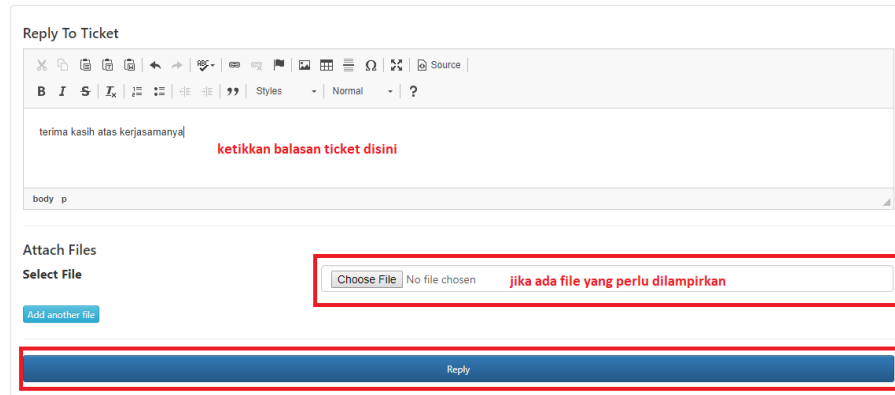 Reply To Ticket
Source
B I S Ix Styles Normal ?
terima kasih atas kerjasamanya
ketikkan balasan ticket disini
body p
Attach Files
Select File
Choose File No file chosen jika ada file yang perlu dilampirkan
Add another file
Reply